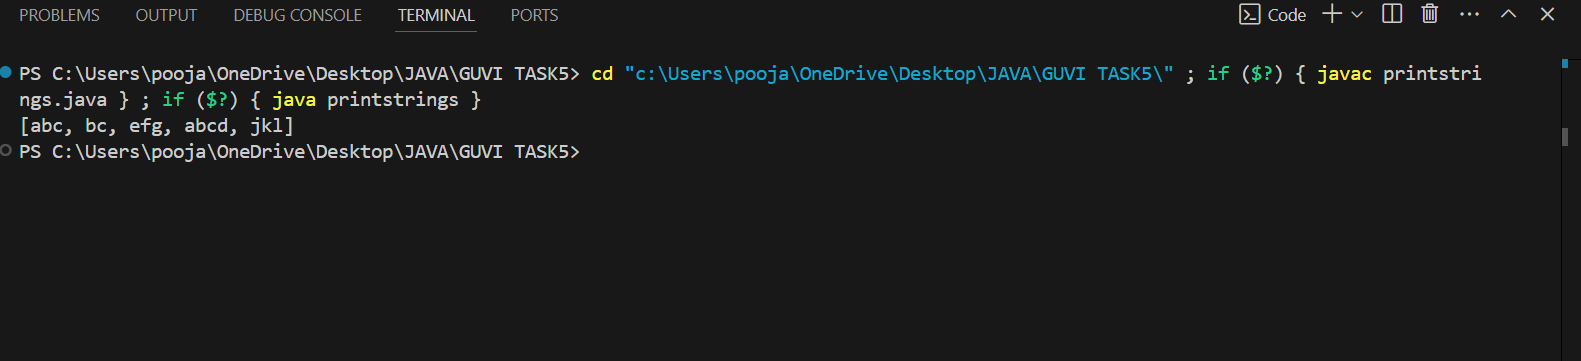 PROBLEMS OUTPUT DEBUG CONSOLE TERMINAL PORTS Code
PS C:\Users\pooja\OneDrive\Desktop\JAVA\GUVI TASK5> cd "c:\Users\pooja\OneDrive\Desktop\JAVA\GUVI TASK5\" ; if ($?) { javac printstri
ngs.java } ; if ($?) { java printstrings }
[abc, bc, efg, abcd, jkl]
PS C:\Users\pooja\OneDrive\Desktop\JAVA\GUVI TASK5>